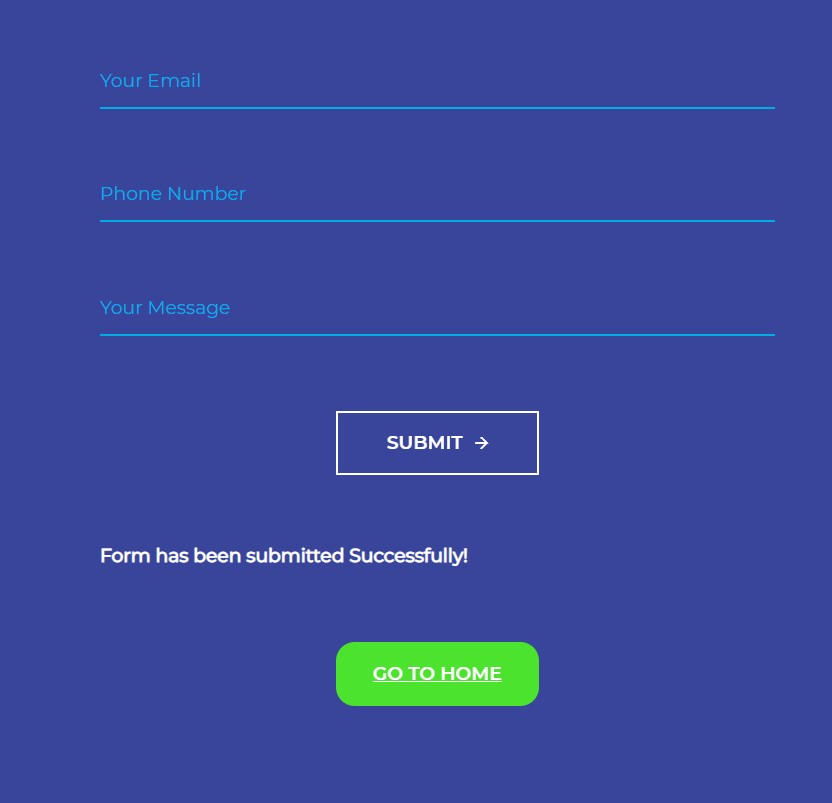 Your Email
Phone Number
Your Message
SUBMIT →
Form has been submitted Successfully!
GO TO HOME